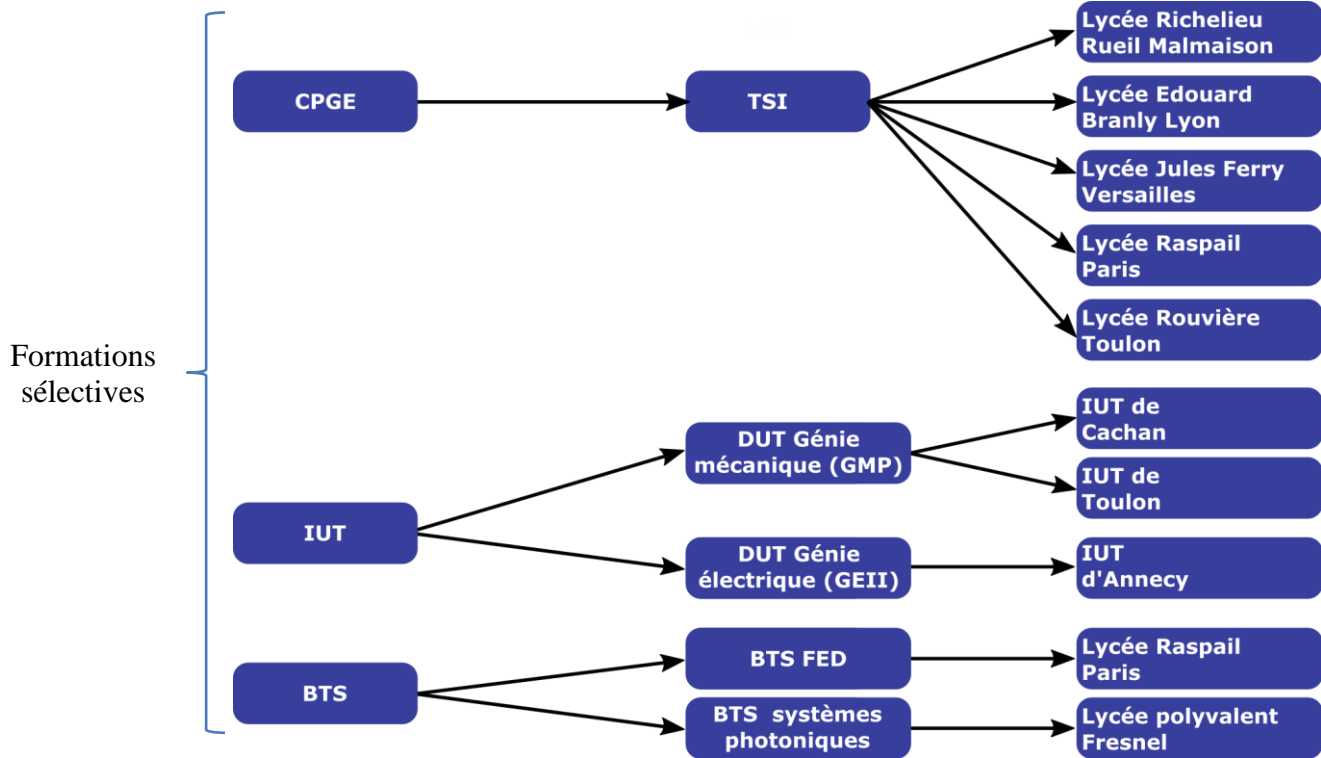 Formations
sélectives
CPGE
TSI
Lycée Richelieu
Rueil Malmaison
Lycée Edouard
Branly Lyon
Lycée Jules Ferry
Versailles
Lycée Raspail
Paris
Lycée Rouvière
Toulon
IUT
DUT Génie
mécanique (GMP)
IUT de
Cachan
IUT de
Toulon
DUT Génie
électrique (GEII)
IUT
d'Annecy
BTS
BTS FED
Lycée Raspail
Paris
BTS systèmes
photoniques
Lycée polyvalent
Fresnel